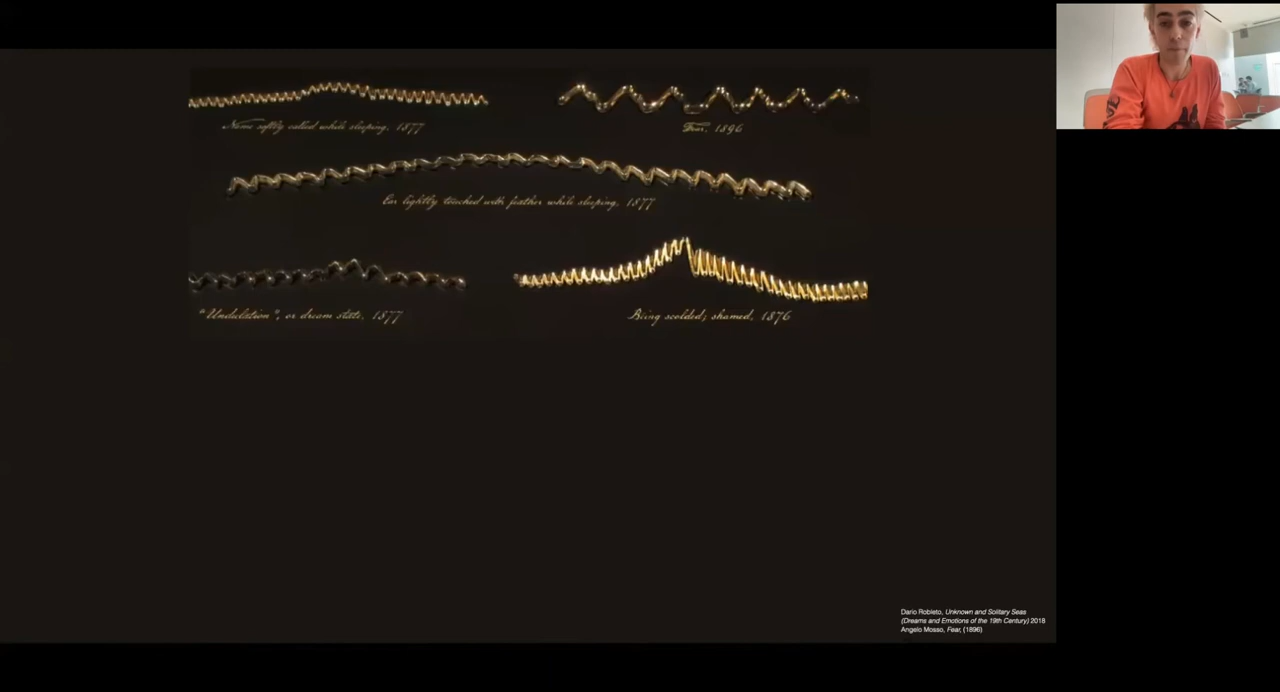 Name softly called while sleeping, 1877
Fear, 1896
Ear lightly touched with feather while sleeping, 1877
"Undulation", or dream state, 1877
Being scolded; shamed, 1876
Dario Robleto, Unknown and Solitary Seas
(Dreams and Emotions of the 19th Century) 2018
Angelo Mosso, Fear, (1896)